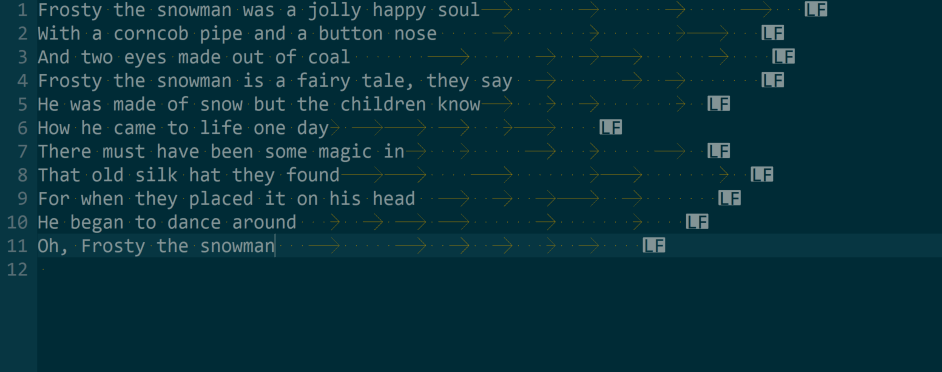 1 Frosty the snowman was a jolly happy soul LF
2 With a corncob pipe and a button nose LF
3 And two eyes made out of coal LF
4 Frosty the snowman is a fairy tale, they say LF
5 He was made of snow but the children know LF
6 How he came to life one day LF
7 There must have been some magic in LF
8 That old silk hat they found LF
9 For when they placed it on his head LF
10 He began to dance around LF
11 Oh, Frosty the snowman LF
12